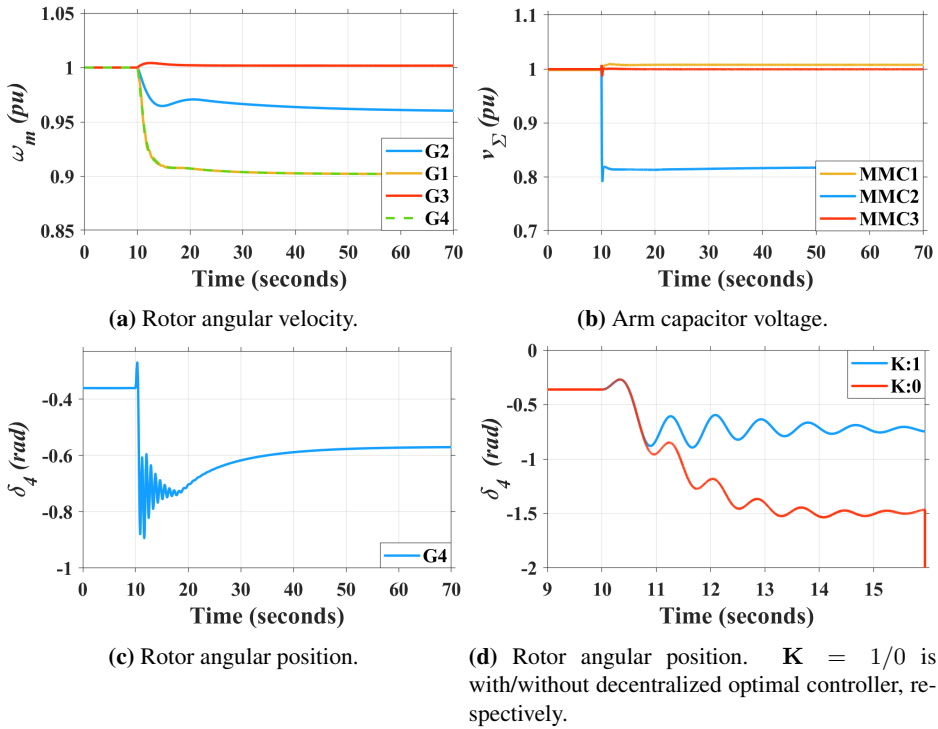 1.05
1
0.95
0.9
0.85
ω_m (pu)
0 10 20 30 40 50 60 70
Time (seconds)
G2
G1
G3
G4
(a) Rotor angular velocity.
1.1
1
0.9
0.8
0.7
v_Σ (pu)
0 10 20 30 40 50 60 70
Time (seconds)
MMC1
MMC2
MMC3
(b) Arm capacitor voltage.
-0.4
-0.6
-0.8
-1
δ_4 (rad)
0 10 20 30 40 50 60 70
Time (seconds)
G4
(c) Rotor angular position.
0
-0.5
-1
-1.5
-2
δ_4 (rad)
9 10 11 12 13 14 15
Time (seconds)
K:1
K:0
(d) Rotor angular position. K = 1/0 is
with/without decentralized optimal controller, re-
spectively.